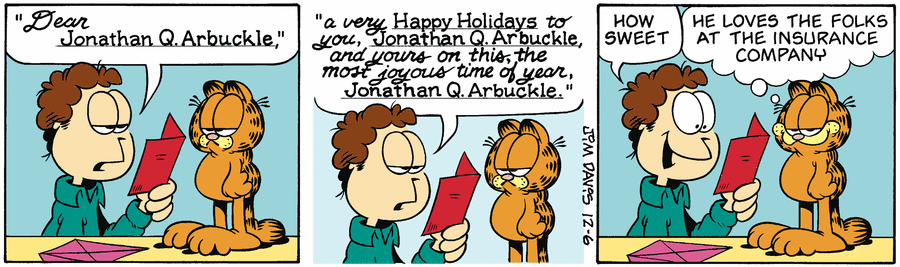 "Dear
Jonathan Q. Arbuckle,"
"a very Happy Holidays to
you, Jonathan Q. Arbuckle,
and yours on this, the
most joyous time of year,
Jonathan Q. Arbuckle."
JIM DAVIS 12-6
HOW
SWEET
HE LOVES THE FOLKS
AT THE INSURANCE
COMPANY